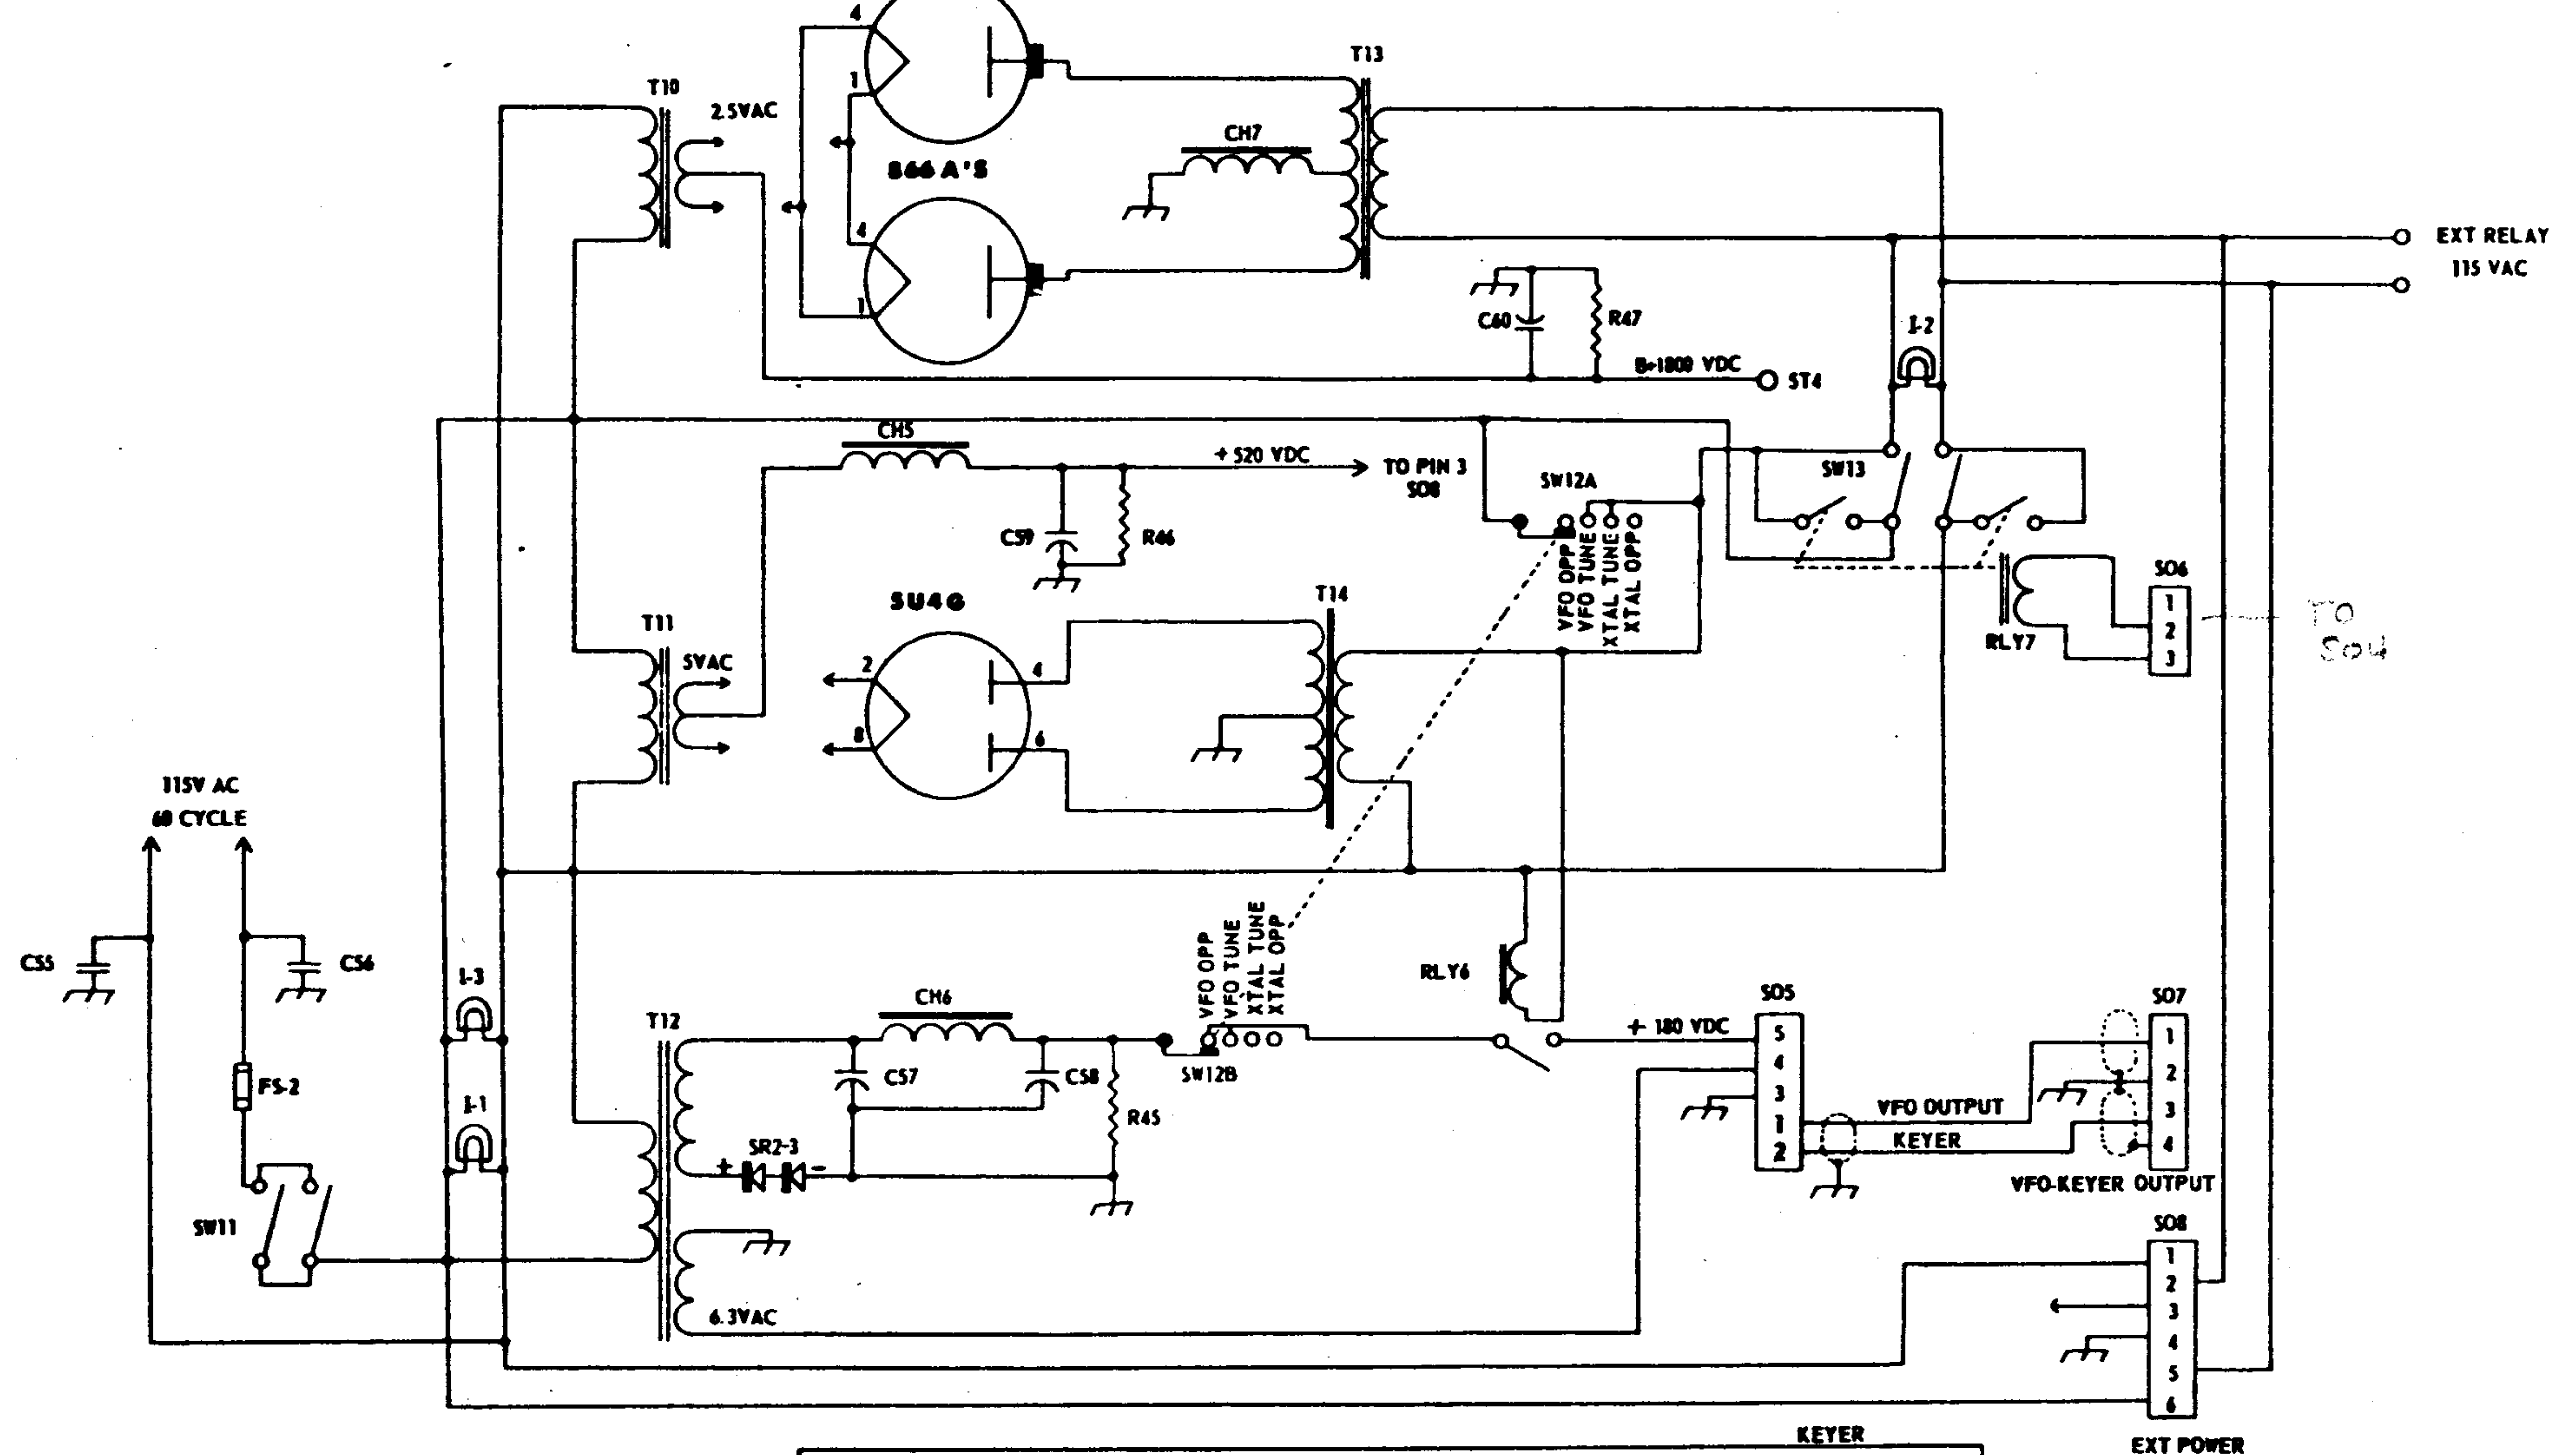 4
T13
T10
2.5VAC
1
CH7
866 A'S
4
EXT RELAY
115 VAC
1
C60
R47
I-2
B+1800 VDC
ST4
CH5
+ 520 VDC
TO PIN 3
SO8
SW12A
SW13
C59
R46
VFO OPP
VFO TUNE
XTAL TUNE
XTAL OPP
SO6
5U4G
T14
1
2
3
RLY7
TO
SO4
T11
5VAC
2
4
8
6
115V AC
60 CYCLE
VFO OPP
VFO TUNE
XTAL TUNE
XTAL OPP
C55
C56
I-3
RLY6
CH6
SO5
SO7
T12
+ 180 VDC
5
4
3
1
2
1
2
3
4
C57
C58
SW12B
FS-2
I-1
R45
VFO OUTPUT
KEYER
+
SR2-3
-
VFO-KEYER OUTPUT
SW11
SO8
1
2
3
4
5
6
6.3VAC
KEYER
EXT POWER